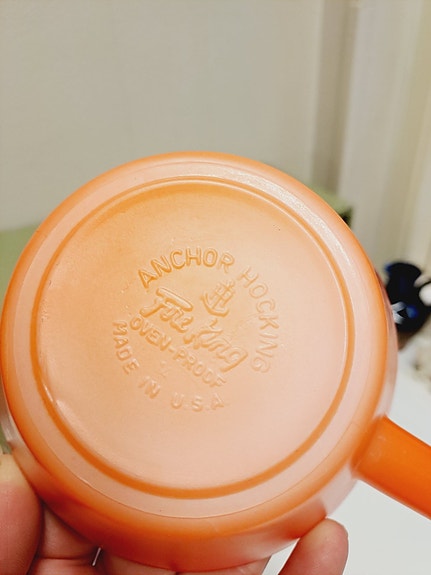 ANCHOR HOCKING
Fire King
OVEN-PROOF
MADE IN U.S.A.